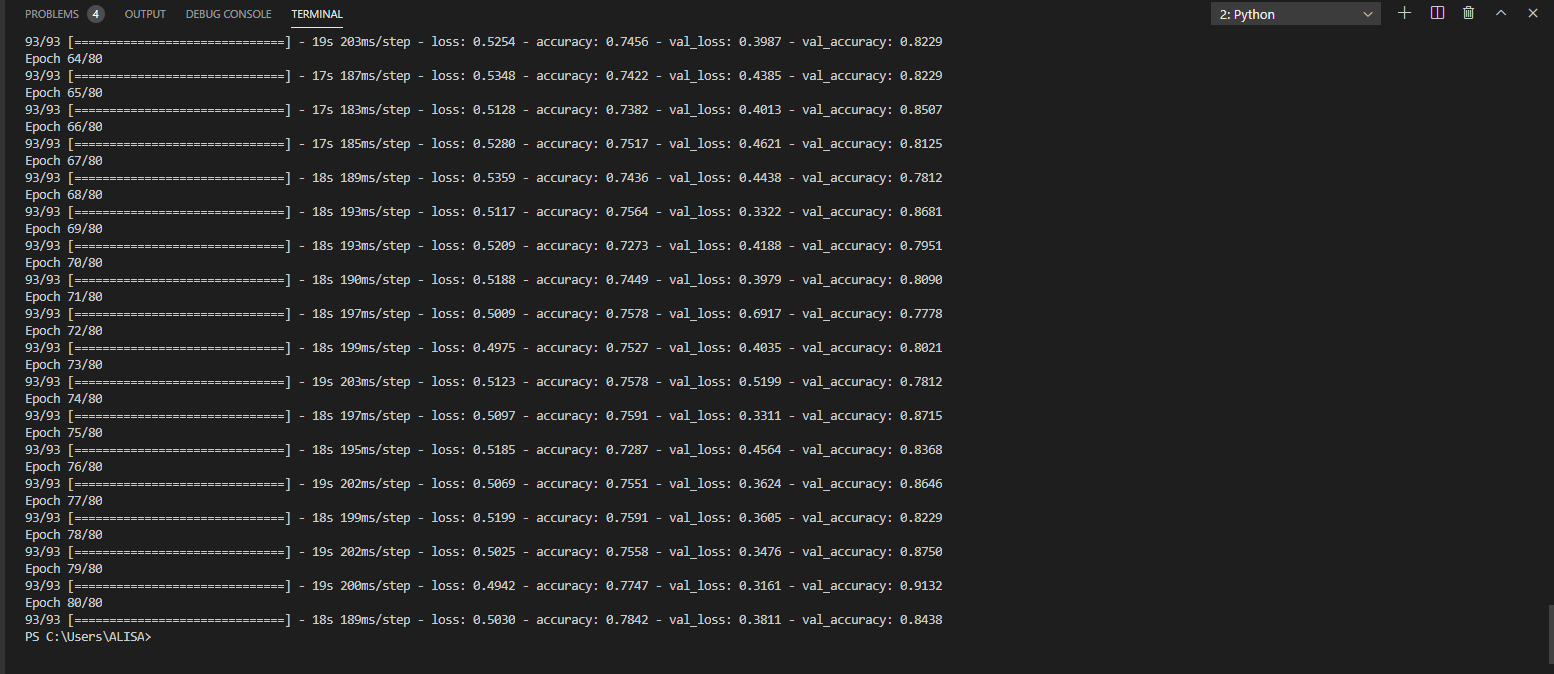 PROBLEMS 4 OUTPUT DEBUG CONSOLE TERMINAL 2: Python
93/93 [==============================] - 19s 203ms/step - loss: 0.5254 - accuracy: 0.7456 - val_loss: 0.3987 - val_accuracy: 0.8229
Epoch 64/80
93/93 [==============================] - 17s 187ms/step - loss: 0.5348 - accuracy: 0.7422 - val_loss: 0.4385 - val_accuracy: 0.8229
Epoch 65/80
93/93 [==============================] - 17s 183ms/step - loss: 0.5128 - accuracy: 0.7382 - val_loss: 0.4013 - val_accuracy: 0.8507
Epoch 66/80
93/93 [==============================] - 17s 185ms/step - loss: 0.5280 - accuracy: 0.7517 - val_loss: 0.4621 - val_accuracy: 0.8125
Epoch 67/80
93/93 [==============================] - 18s 189ms/step - loss: 0.5359 - accuracy: 0.7436 - val_loss: 0.4438 - val_accuracy: 0.7812
Epoch 68/80
93/93 [==============================] - 18s 193ms/step - loss: 0.5117 - accuracy: 0.7564 - val_loss: 0.3322 - val_accuracy: 0.8681
Epoch 69/80
93/93 [==============================] - 18s 193ms/step - loss: 0.5209 - accuracy: 0.7273 - val_loss: 0.4188 - val_accuracy: 0.7951
Epoch 70/80
93/93 [==============================] - 18s 190ms/step - loss: 0.5188 - accuracy: 0.7449 - val_loss: 0.3979 - val_accuracy: 0.8090
Epoch 71/80
93/93 [==============================] - 18s 197ms/step - loss: 0.5009 - accuracy: 0.7578 - val_loss: 0.6917 - val_accuracy: 0.7778
Epoch 72/80
93/93 [==============================] - 18s 199ms/step - loss: 0.4975 - accuracy: 0.7527 - val_loss: 0.4035 - val_accuracy: 0.8021
Epoch 73/80
93/93 [==============================] - 19s 203ms/step - loss: 0.5123 - accuracy: 0.7578 - val_loss: 0.5199 - val_accuracy: 0.7812
Epoch 74/80
93/93 [==============================] - 18s 197ms/step - loss: 0.5097 - accuracy: 0.7591 - val_loss: 0.3311 - val_accuracy: 0.8715
Epoch 75/80
93/93 [==============================] - 18s 195ms/step - loss: 0.5185 - accuracy: 0.7287 - val_loss: 0.4564 - val_accuracy: 0.8368
Epoch 76/80
93/93 [==============================] - 19s 202ms/step - loss: 0.5069 - accuracy: 0.7551 - val_loss: 0.3624 - val_accuracy: 0.8646
Epoch 77/80
93/93 [==============================] - 18s 199ms/step - loss: 0.5199 - accuracy: 0.7591 - val_loss: 0.3605 - val_accuracy: 0.8229
Epoch 78/80
93/93 [==============================] - 19s 202ms/step - loss: 0.5025 - accuracy: 0.7558 - val_loss: 0.3476 - val_accuracy: 0.8750
Epoch 79/80
93/93 [==============================] - 19s 200ms/step - loss: 0.4942 - accuracy: 0.7747 - val_loss: 0.3161 - val_accuracy: 0.9132
Epoch 80/80
93/93 [==============================] - 18s 189ms/step - loss: 0.5030 - accuracy: 0.7842 - val_loss: 0.3811 - val_accuracy: 0.8438
PS C:\Users\ALISA>